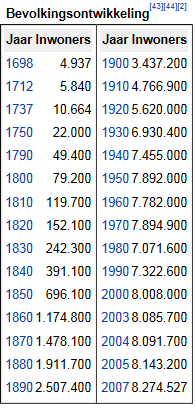 Bevolkingsontwikkeling[43][44][2]
Jaar Inwoners Jaar Inwoners
1698 4.937 1900 3.437.200
1712 5.840 1910 4.766.900
1737 10.664 1920 5.620.000
1750 22.000 1930 6.930.400
1790 49.400 1940 7.455.000
1800 79.200 1950 7.892.000
1810 119.700 1960 7.782.000
1820 152.100 1970 7.894.900
1830 242.300 1980 7.071.600
1840 391.100 1990 7.322.600
1850 696.100 2000 8.008.000
1860 1.174.800 2003 8.085.700
1870 1.478.100 2004 8.091.700
1880 1.911.700 2005 8.143.200
1890 2.507.400 2007 8.274.527